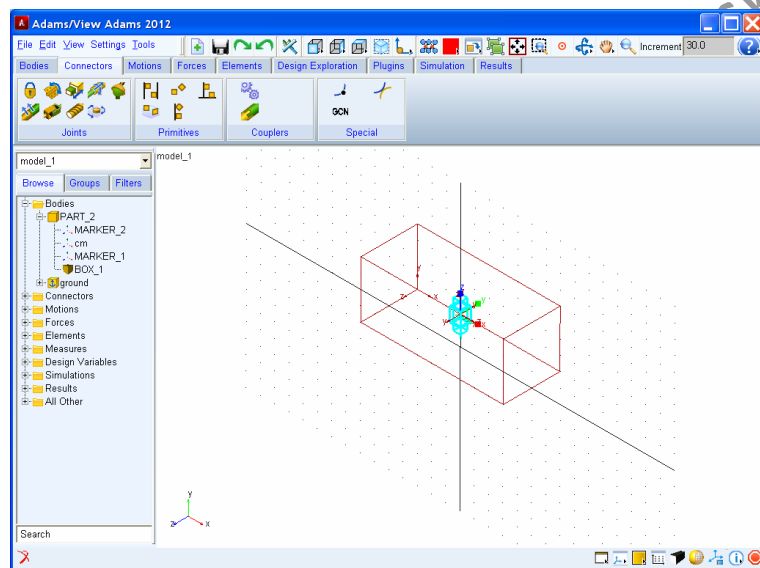 Adams/View Adams 2012
File Edit View Settings Tools
Increment 30.0
Bodies Connectors Motions Forces Elements Design Exploration Plugins Simulation Results
GCN
Joints Primitives Couplers Special
model_1
model_1
Browse Groups Filters
Bodies
PART_2
MARKER_2
cm
MARKER_1
BOX_1
ground
Connectors
Motions
Forces
Elements
Measures
Design Variables
Simulations
Results
All Other
y
x
z
z
y
y
x
y
z
x
Search